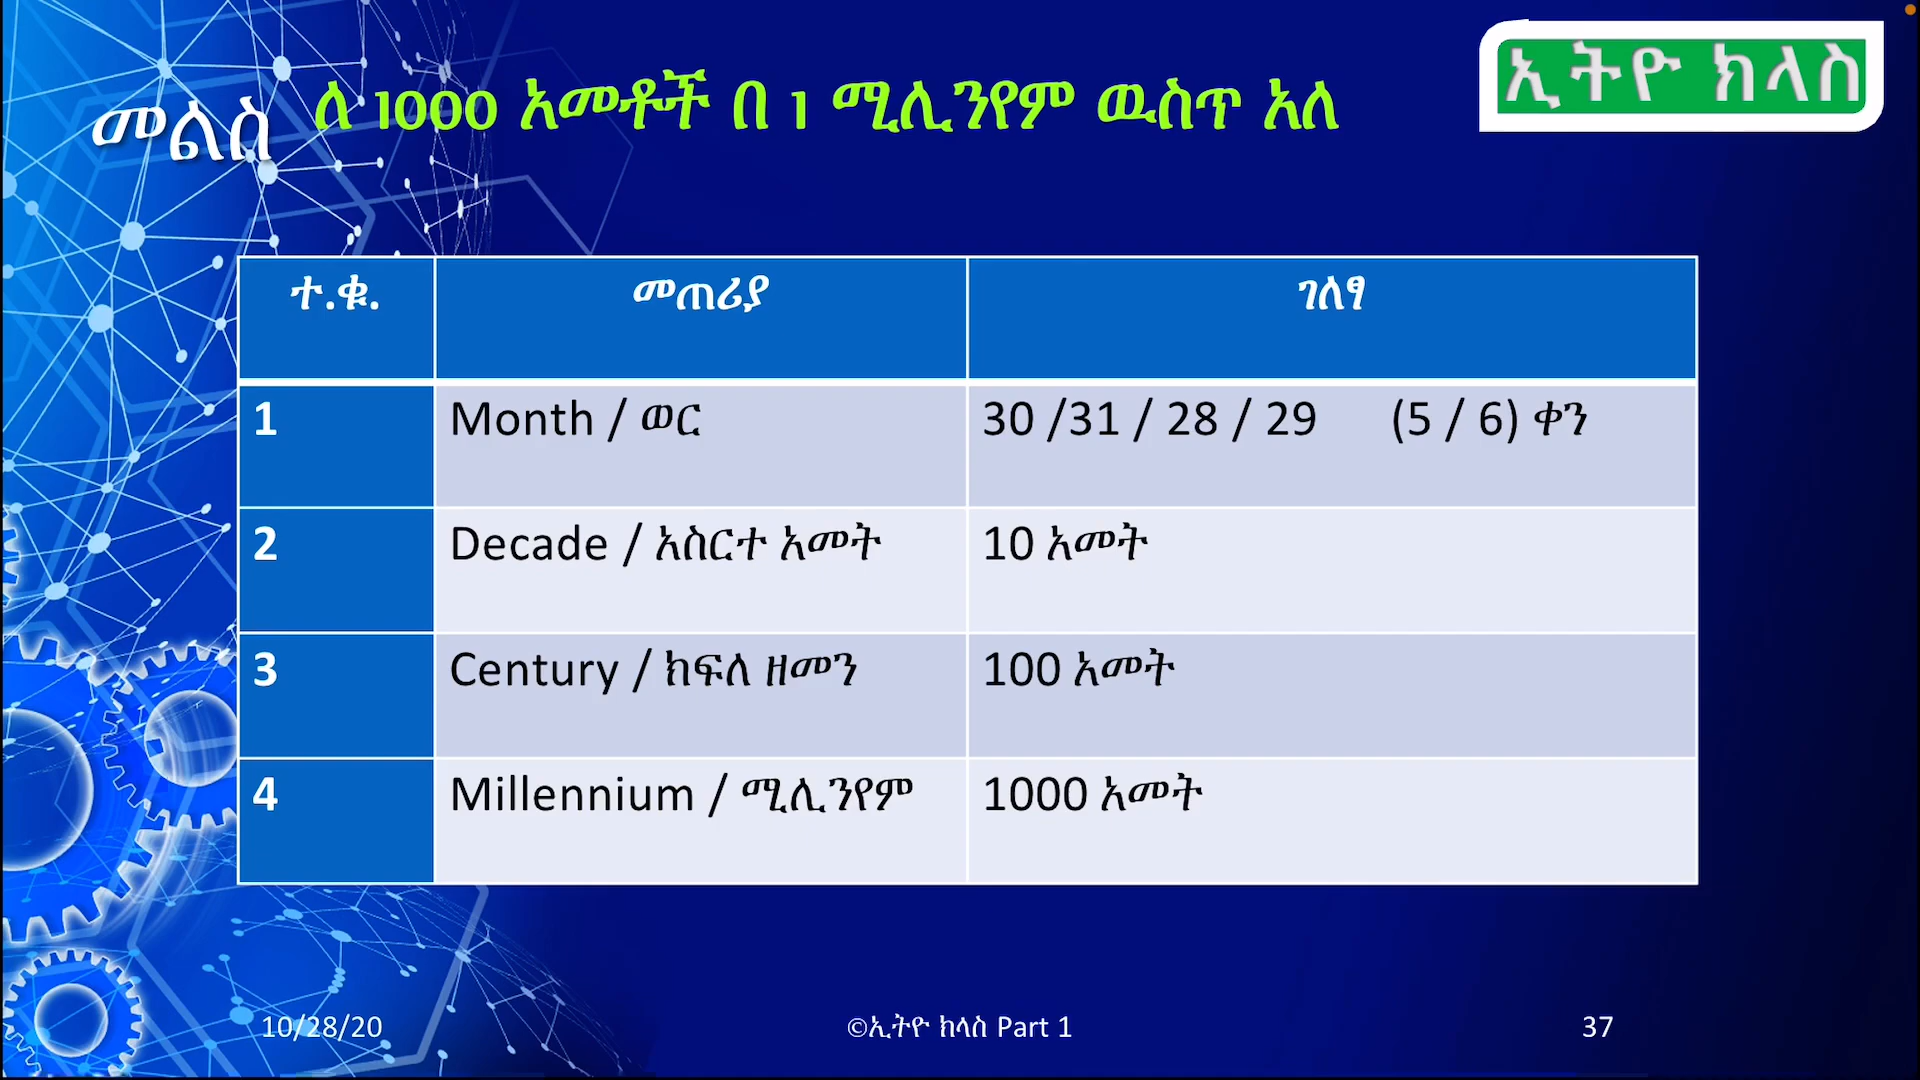 መልስ
ለ 1000 አመቶች በ 1 ሚሊንየም ዉስጥ አለ
ኢትዮ ክላስ
ተ.ቁ. መጠሪያ ገለፃ
1 Month / ወር 30 /31 / 28 / 29 (5 / 6) ቀን
2 Decade / አስርተ አመት 10 አመት
3 Century / ክፍለ ዘመን 100 አመት
4 Millennium / ሚሊንየም 1000 አመት
10/28/20 ©ኢትዮ ክላስ Part 1 37